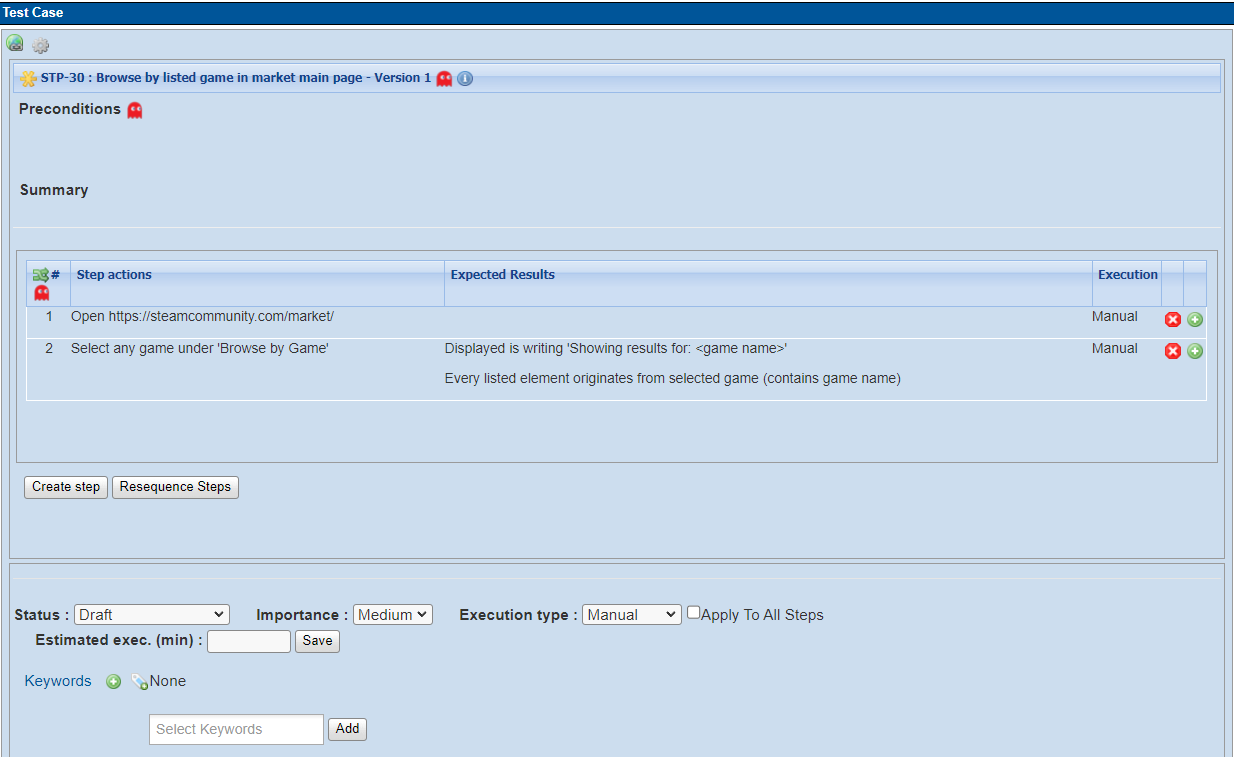 Test Case
STP-30 : Browse by listed game in market main page - Version 1
Preconditions
Summary
# Step actions Expected Results Execution
1 Open https://steamcommunity.com/market/ Manual
2 Select any game under 'Browse by Game' Displayed is writing 'Showing results for: <game name>' Manual
Every listed element originates from selected game (contains game name)
Create step Resequence Steps
Status : Draft Importance : Medium Execution type : Manual Apply To All Steps
Estimated exec. (min) : Save
Keywords None
Select Keywords Add